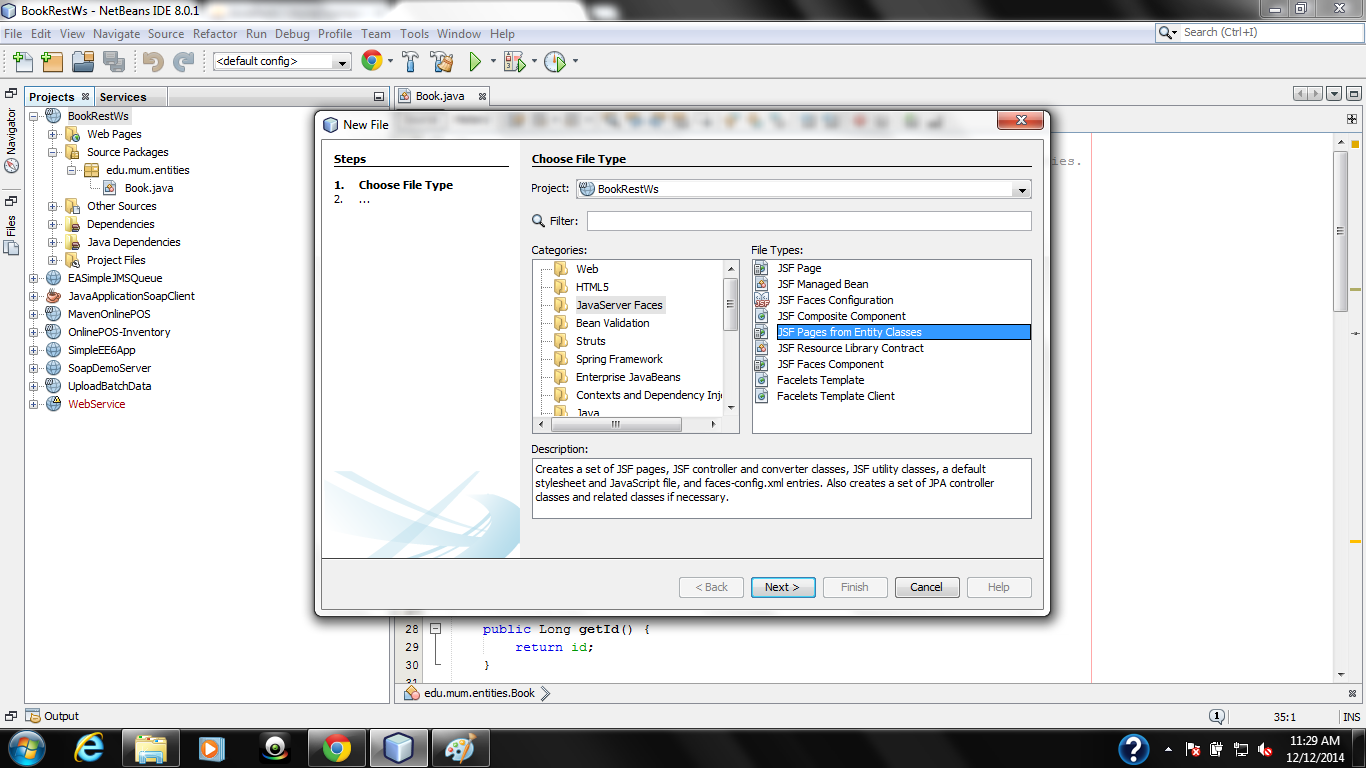 BookRestWs - NetBeans IDE 8.0.1
File Edit View Navigate Source Refactor Run Debug Profile Team Tools Window Help
Search (Ctrl+I)
<default config>
Projects
Services
Navigator
Files
BookRestWs
Web Pages
Source Packages
edu.mum.entities
Book.java
Other Sources
Dependencies
Java Dependencies
Project Files
EASimpleJMSQueue
JavaApplicationSoapClient
MavenOnlinePOS
OnlinePOS-Inventory
SimpleEE6App
SoapDemoServer
UploadBatchData
WebService
Book.java
ies.
New File
Steps
1. Choose File Type
2. ...
Choose File Type
Project: BookRestWs
Filter:
Categories:
Web
HTML5
JavaServer Faces
Bean Validation
Struts
Spring Framework
Enterprise JavaBeans
Contexts and Dependency Inj
Java
File Types:
JSF Page
JSF Managed Bean
JSF Faces Configuration
JSF Composite Component
JSF Pages from Entity Classes
JSF Resource Library Contract
JSF Faces Component
Facelets Template
Facelets Template Client
Description:
Creates a set of JSF pages, JSF controller and converter classes, JSF utility classes, a default
stylesheet and JavaScript file, and faces-config.xml entries. Also creates a set of JPA controller
classes and related classes if necessary.
< Back
Next >
Finish
Cancel
Help
28 public Long getId() {
29 return id;
30 }
31
edu.mum.entities.Book
Output
1
35:1
INS
11:29 AM
12/12/2014